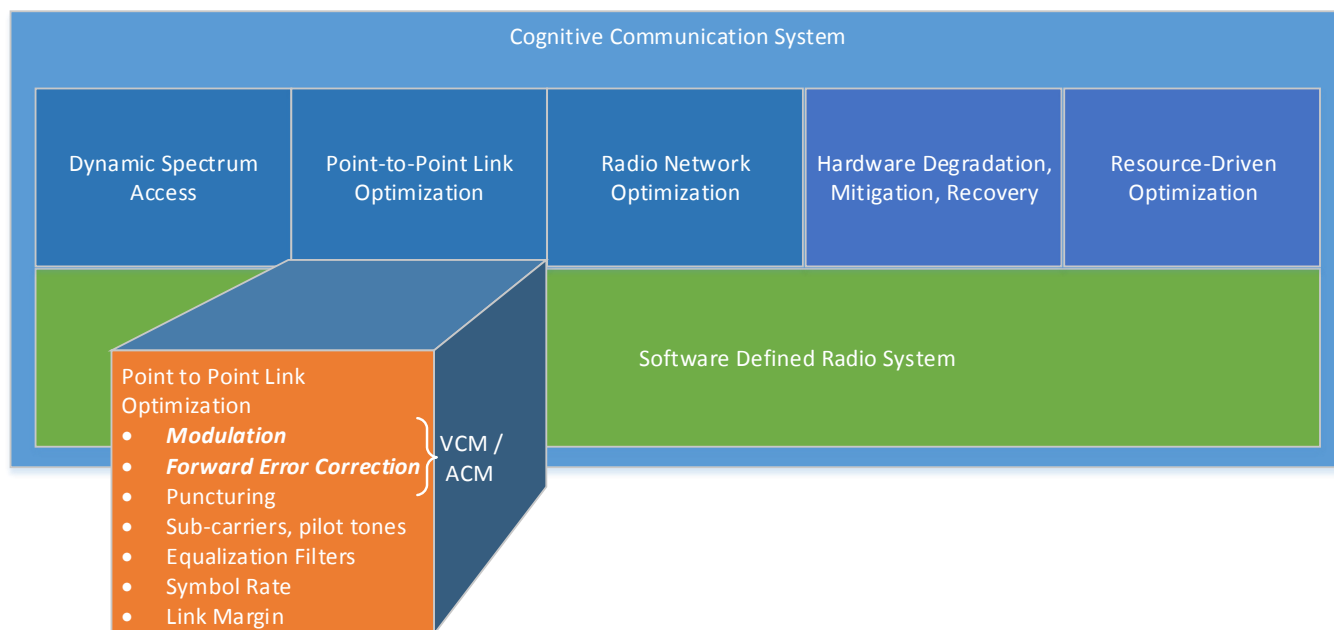 Cognitive Communication System
Dynamic Spectrum
Access
Point-to-Point Link
Optimization
Radio Network
Optimization
Hardware Degradation,
Mitigation, Recovery
Resource-Driven
Optimization
Software Defined Radio System
Point to Point Link
Optimization
• Modulation
• Forward Error Correction
• Puncturing
• Sub-carriers, pilot tones
• Equalization Filters
• Symbol Rate
• Link Margin
VCM /
ACM